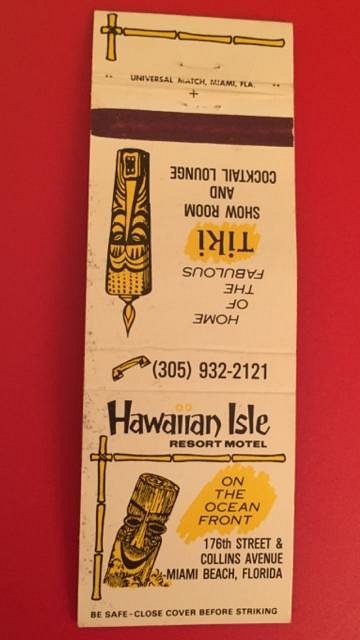 UNIVERSAL MATCH, MIAMI, FLA.
HOME
OF
THE
FABULOUS
Tiki
SHOW ROOM
AND
COCKTAIL LOUNGE
(305) 932-2121
Hawaiian Isle
RESORT MOTEL
ON
THE
OCEAN
FRONT
176th STREET &
COLLINS AVENUE
MIAMI BEACH, FLORIDA
BE SAFE - CLOSE COVER BEFORE STRIKING